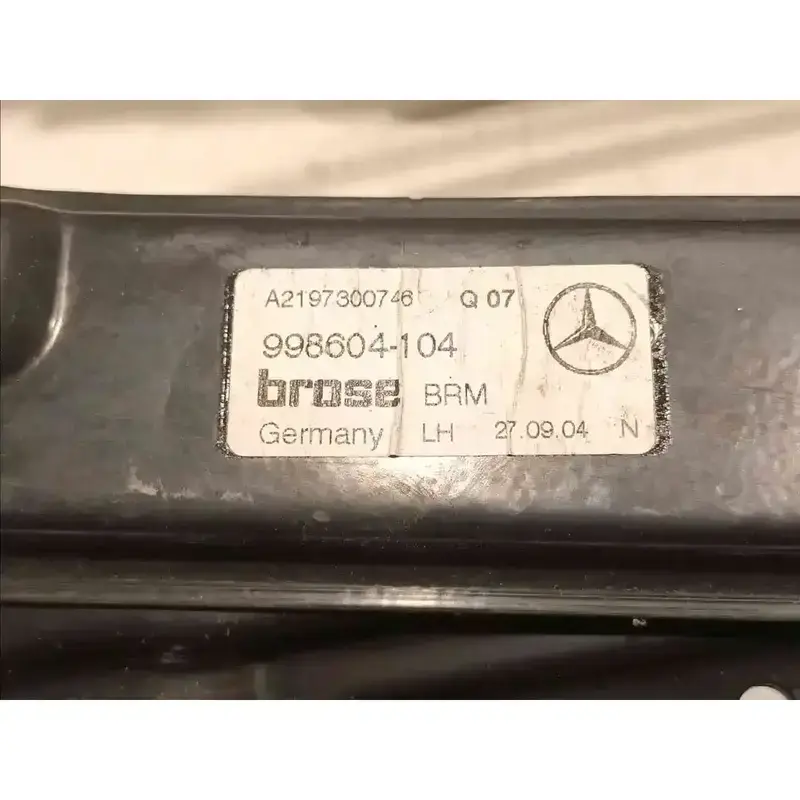 A2197300746 Q 07
998604-104
brose BRM
Germany LH 27.09.04 N